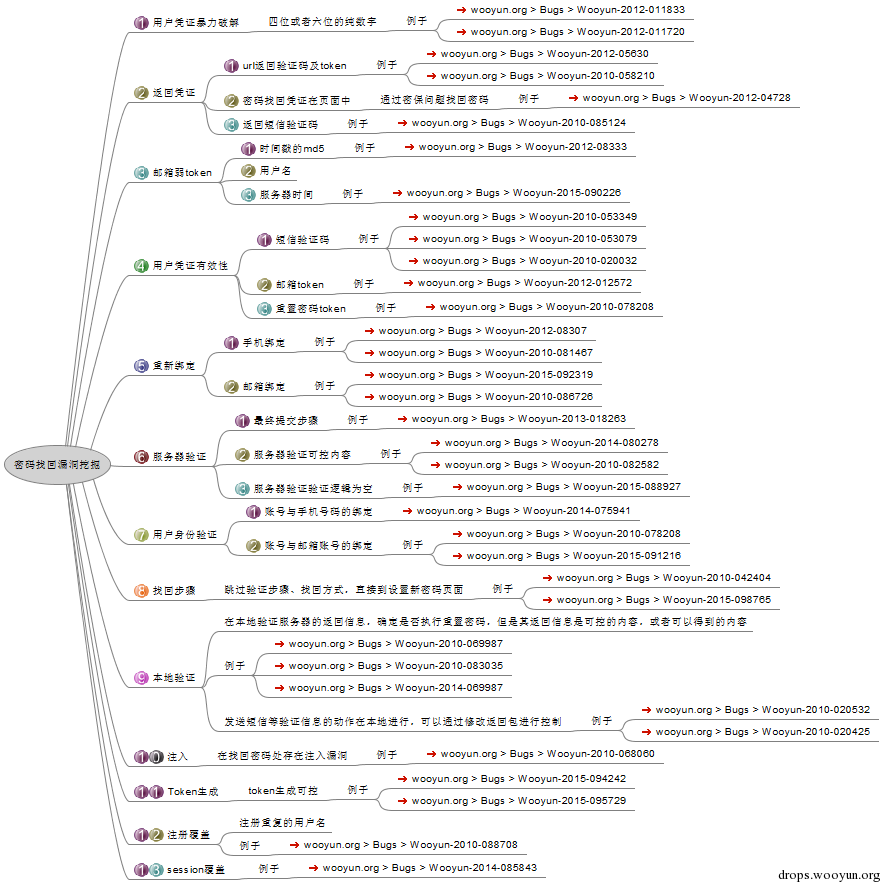 密码找回漏洞挖掘
1 用户凭证暴力破解
四位或者六位的纯数字
例子
wooyun.org > Bugs > Wooyun-2012-011833
wooyun.org > Bugs > Wooyun-2012-011720
2 返回凭证
1 url返回验证码及token
例子
wooyun.org > Bugs > Wooyun-2012-05630
wooyun.org > Bugs > Wooyun-2010-058210
2 密码找回凭证在页面中
通过密保问题找回密码
例子
wooyun.org > Bugs > Wooyun-2012-04728
3 返回短信验证码
例子
wooyun.org > Bugs > Wooyun-2010-085124
3 邮箱弱token
1 时间戳的md5
例子
wooyun.org > Bugs > Wooyun-2012-08333
2 用户名
3 服务器时间
例子
wooyun.org > Bugs > Wooyun-2015-090226
4 用户凭证有效性
1 短信验证码
例子
wooyun.org > Bugs > Wooyun-2010-053349
wooyun.org > Bugs > Wooyun-2010-053079
wooyun.org > Bugs > Wooyun-2010-020032
2 邮箱token
例子
wooyun.org > Bugs > Wooyun-2012-012572
3 重置密码token
例子
wooyun.org > Bugs > Wooyun-2010-078208
5 重新绑定
1 手机绑定
例子
wooyun.org > Bugs > Wooyun-2012-08307
wooyun.org > Bugs > Wooyun-2010-081467
2 邮箱绑定
例子
wooyun.org > Bugs > Wooyun-2015-092319
wooyun.org > Bugs > Wooyun-2010-086726
6 服务器验证
1 最终提交步骤
例子
wooyun.org > Bugs > Wooyun-2013-018263
2 服务器验证可控内容
例子
wooyun.org > Bugs > Wooyun-2014-080278
wooyun.org > Bugs > Wooyun-2010-082582
3 服务器验证验证逻辑为空
例子
wooyun.org > Bugs > Wooyun-2015-088927
7 用户身份验证
1 账号与手机号码的绑定
wooyun.org > Bugs > Wooyun-2014-075941
2 账号与邮箱账号的绑定
例子
wooyun.org > Bugs > Wooyun-2010-078208
wooyun.org > Bugs > Wooyun-2015-091216
8 找回步骤
跳过验证步骤、找回方式，直接到设置新密码页面
例子
wooyun.org > Bugs > Wooyun-2010-042404
wooyun.org > Bugs > Wooyun-2015-098765
9 本地验证
在本地验证服务器的返回信息，确定是否执行重置密码，但是其返回信息是可控的内容，或者可以得到的内容
例子
wooyun.org > Bugs > Wooyun-2010-069987
wooyun.org > Bugs > Wooyun-2010-083035
wooyun.org > Bugs > Wooyun-2014-069987
发送短信等验证信息的动作在本地进行，可以通过修改返回包进行控制
例子
wooyun.org > Bugs > Wooyun-2010-020532
wooyun.org > Bugs > Wooyun-2010-020425
10 注入
在找回密码处存在注入漏洞
例子
wooyun.org > Bugs > Wooyun-2010-068060
11 Token生成
token生成可控
例子
wooyun.org > Bugs > Wooyun-2015-094242
wooyun.org > Bugs > Wooyun-2015-095729
12 注册覆盖
注册重复的用户名
例子
wooyun.org > Bugs > Wooyun-2010-088708
13 session覆盖
例子
wooyun.org > Bugs > Wooyun-2014-085843
drops.wooyun.org